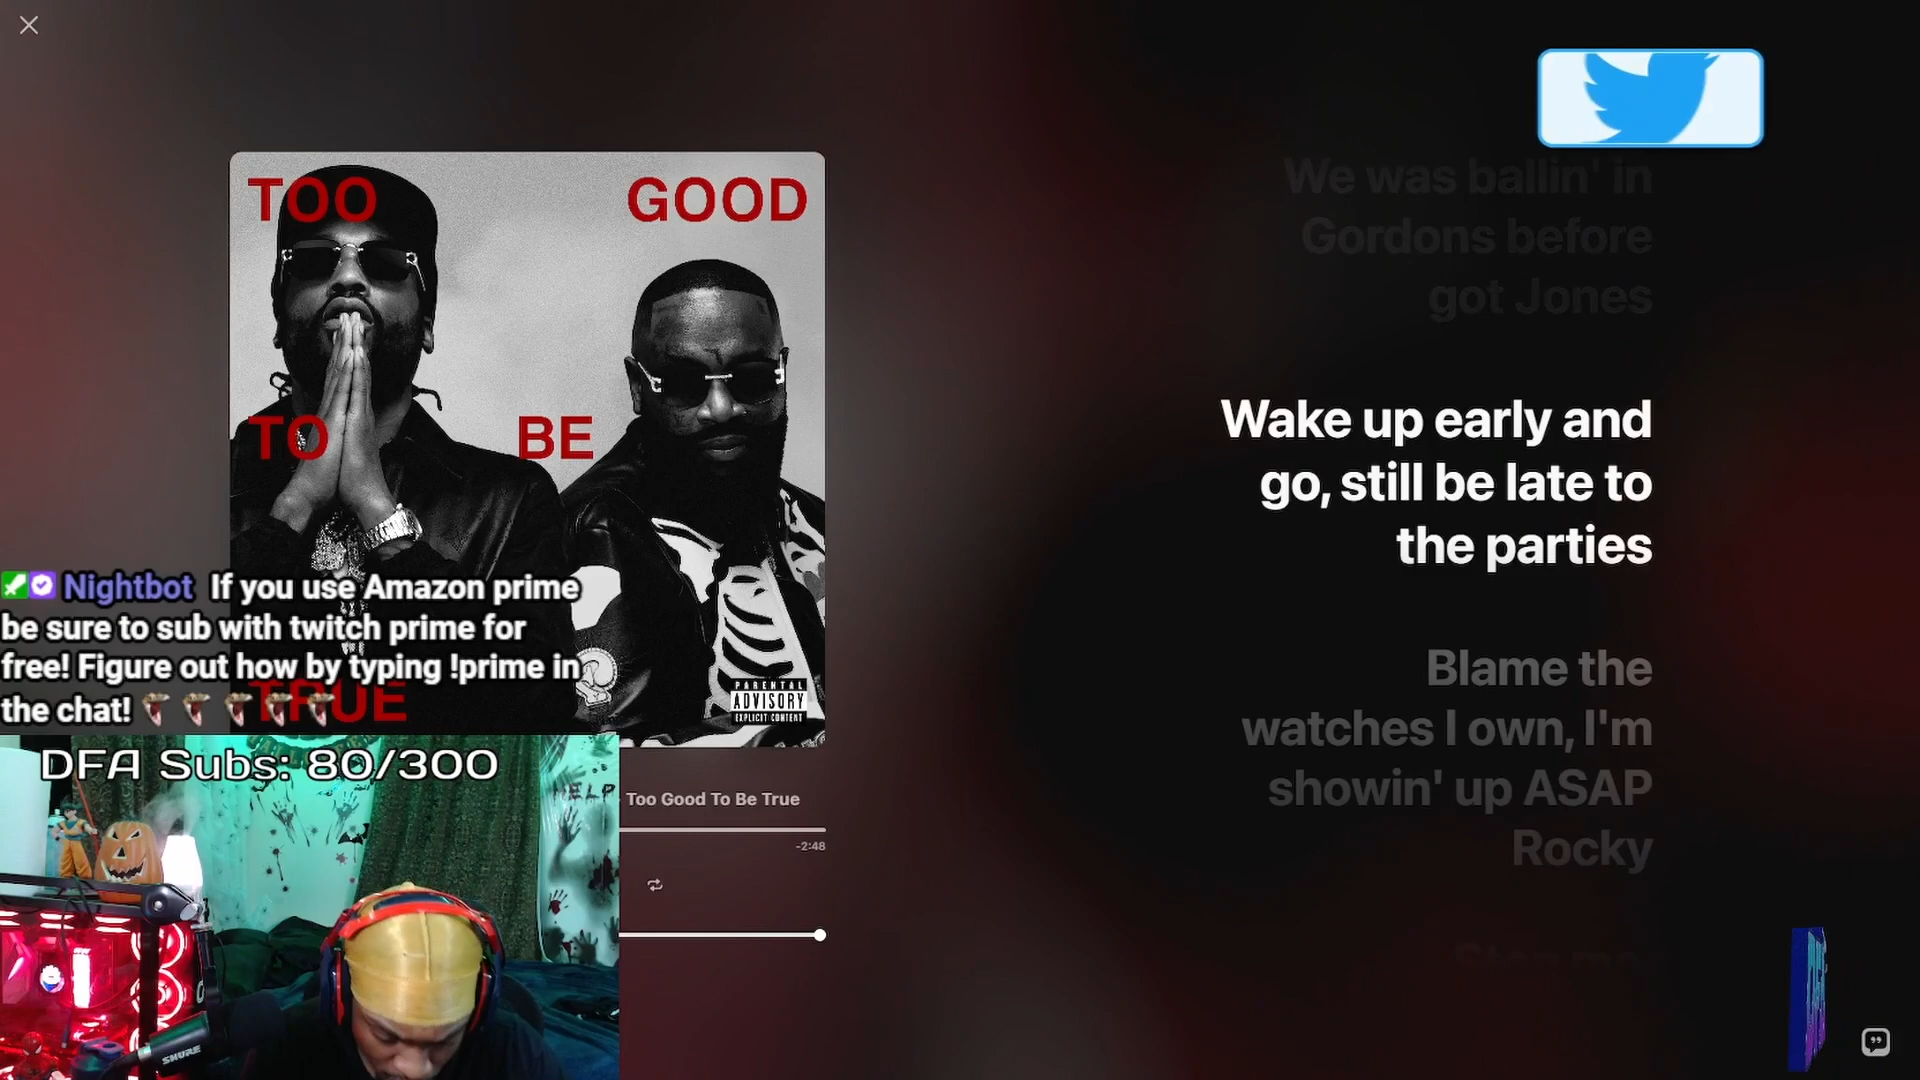 TOO GOOD
TO BE
TRUE
PARENTAL
ADVISORY
EXPLICIT CONTENT
Nightbot If you use Amazon prime
be sure to sub with twitch prime for
free! Figure out how by typing !prime in
the chat!
DFA Subs: 80/300
HELP
SHURE
Too Good To Be True
-2:48
We was ballin' in
Gordons before
got Jones
Wake up early and
go, still be late to
the parties
Blame the
watches I own, I'm
showin' up ASAP
Rocky